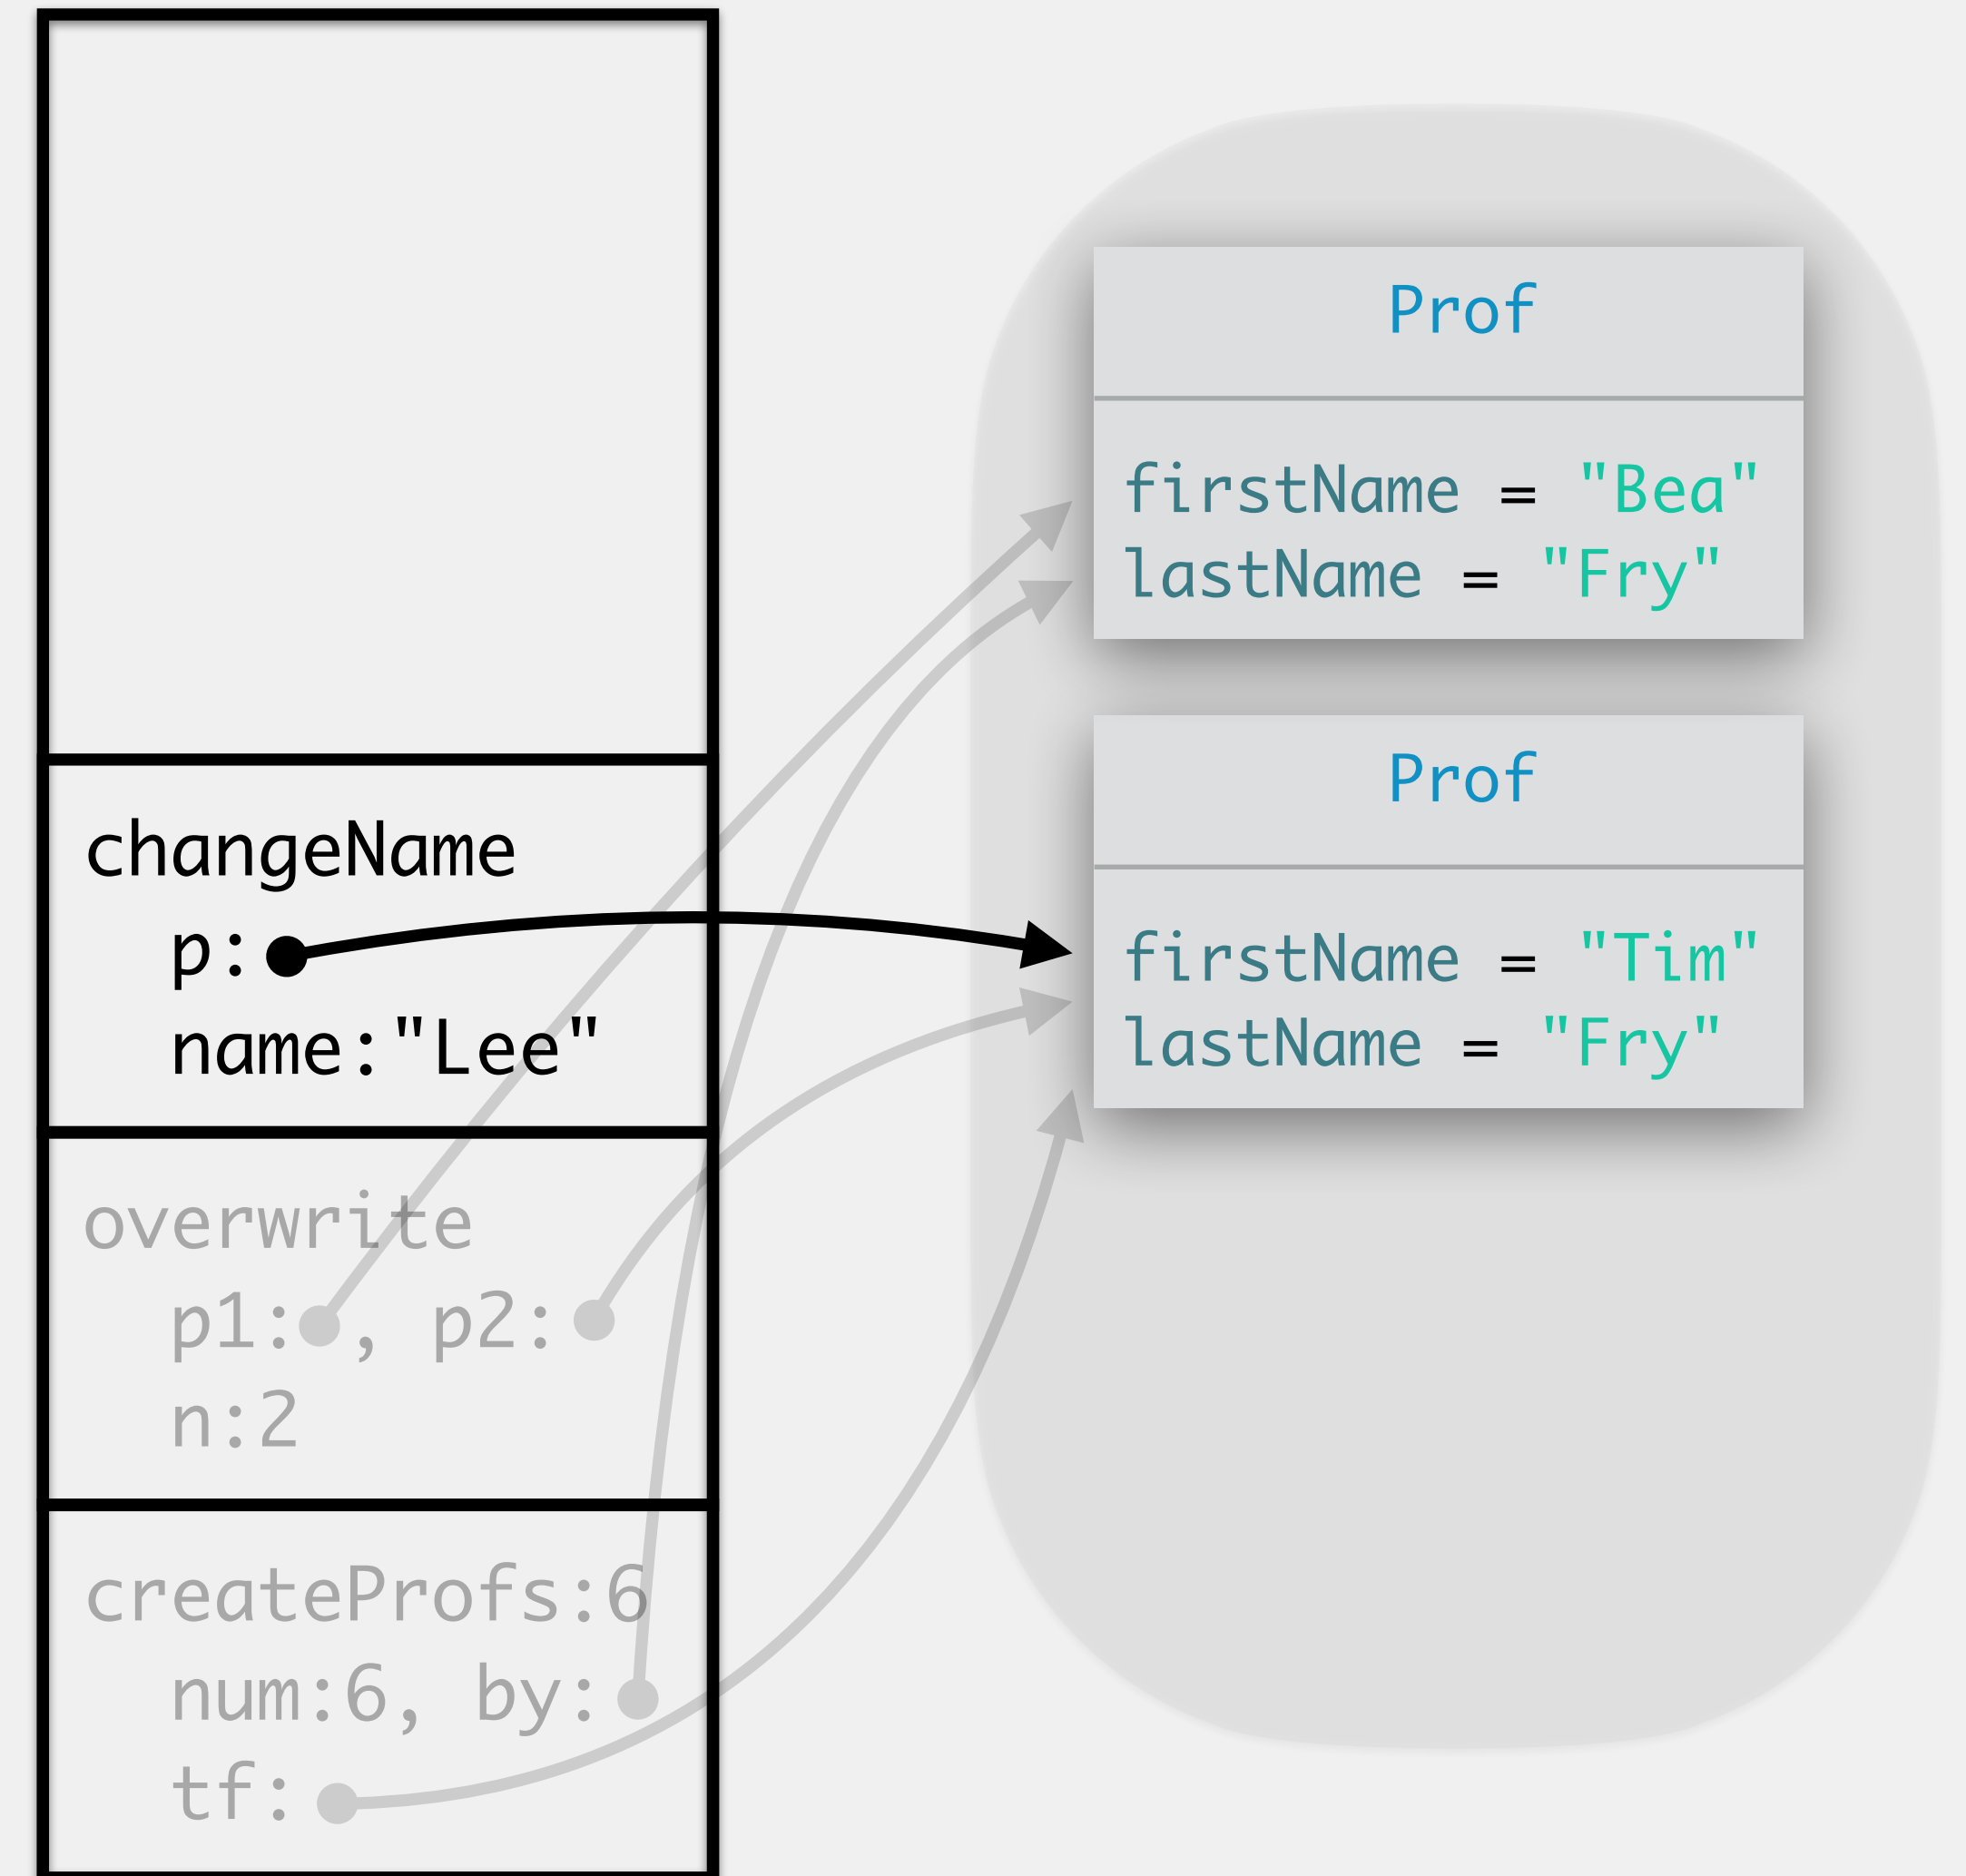 changeName
p:
name:"Lee"
overwrite
p1: , p2:
n:2
createProfs:6
num:6, by:
tf:
Prof
firstName = "Bea"
lastName = "Fry"
Prof
firstName = "Tim"
lastName = "Fry"